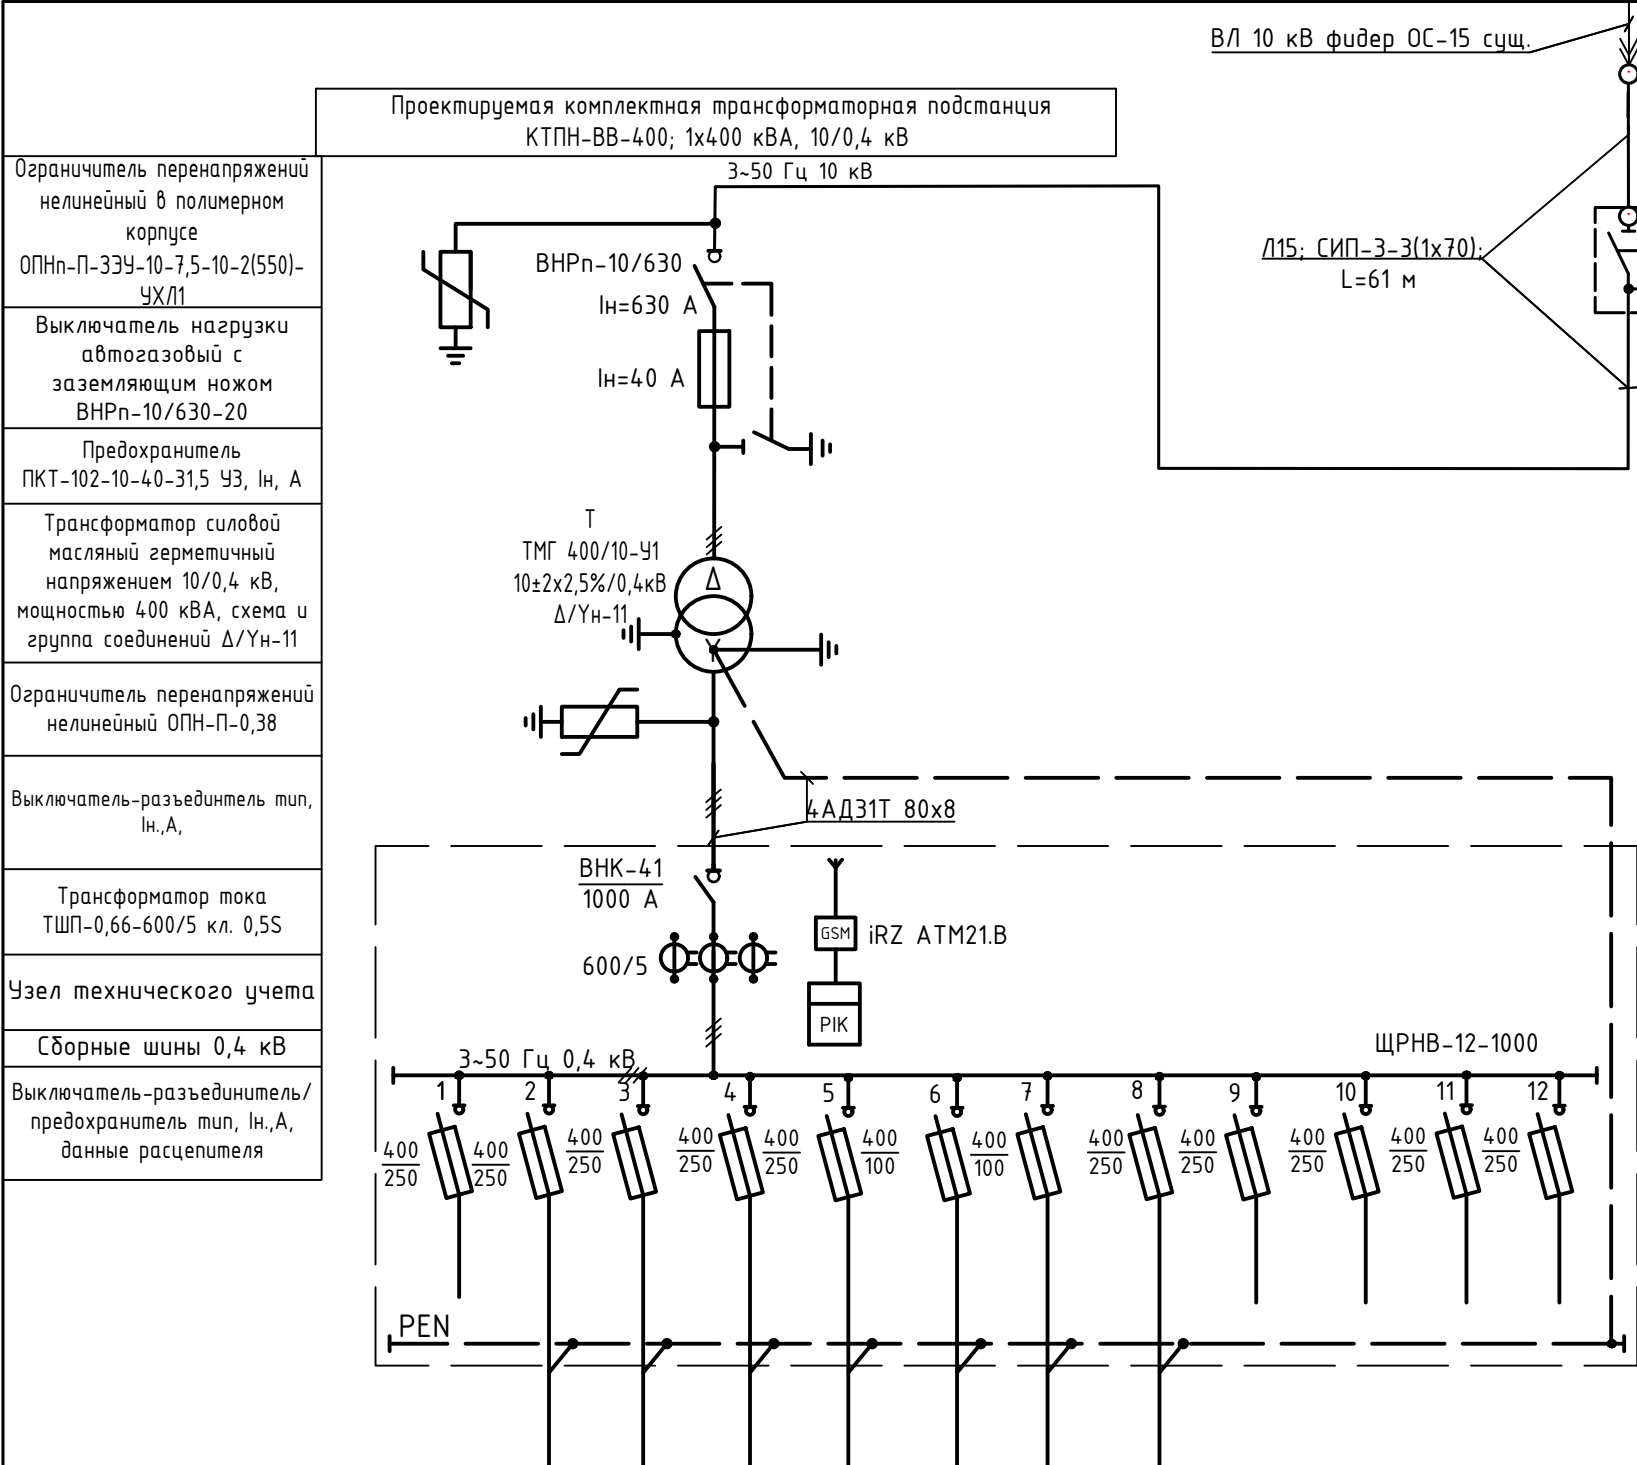 ВЛ 10 кВ фидер ОС-15 сущ.
Проектируемая комплектная трансформаторная подстанция
КТПН-ВВ-400; 1х400 кВА, 10/0,4 кВ
3~50 Гц 10 кВ
Ограничитель перенапряжений
нелинейный в полимерном
корпусе
ОПНп-П-ЗЭУ-10-7,5-10-2(550)-
УХЛ1
Выключатель нагрузки
автогазовый с
заземляющим ножом
ВНРп-10/630-20
Предохранитель
ПКТ-102-10-40-31,5 У3, Iн, А
Трансформатор силовой
масляный герметичный
напряжением 10/0,4 кВ,
мощностью 400 кВА, схема и
группа соединений Δ/Yн-11
Ограничитель перенапряжений
нелинейный ОПН-П-0,38
Выключатель-разъединтель тип,
Iн.,А,
Трансформатор тока
ТШП-0,66-600/5 кл. 0,5S
Узел технического учета
Сборные шины 0,4 кВ
Выключатель-разъединитель/
предохранитель тип, Iн.,А,
данные расцепителя
ВНРп-10/630
Iн=630 А
Iн=40 А
Л15; СИП-3-3(1х70);
L=61 м
Т
ТМГ 400/10-У1
10±2х2,5%/0,4кВ
Δ/Yн-11
Δ
Y
4АД31Т 80х8
ВНК-41
1000 А
600/5
GSM
iRZ ATM21.B
PIK
3~50 Гц 0,4 кВ
ЩРНВ-12-1000
1 2 3 4 5 6 7 8 9 10 11 12
400 400 400 400 400 400 400 400 400 400 400 400
250 250 250 250 250 100 100 250 250 250 250 250
PEN